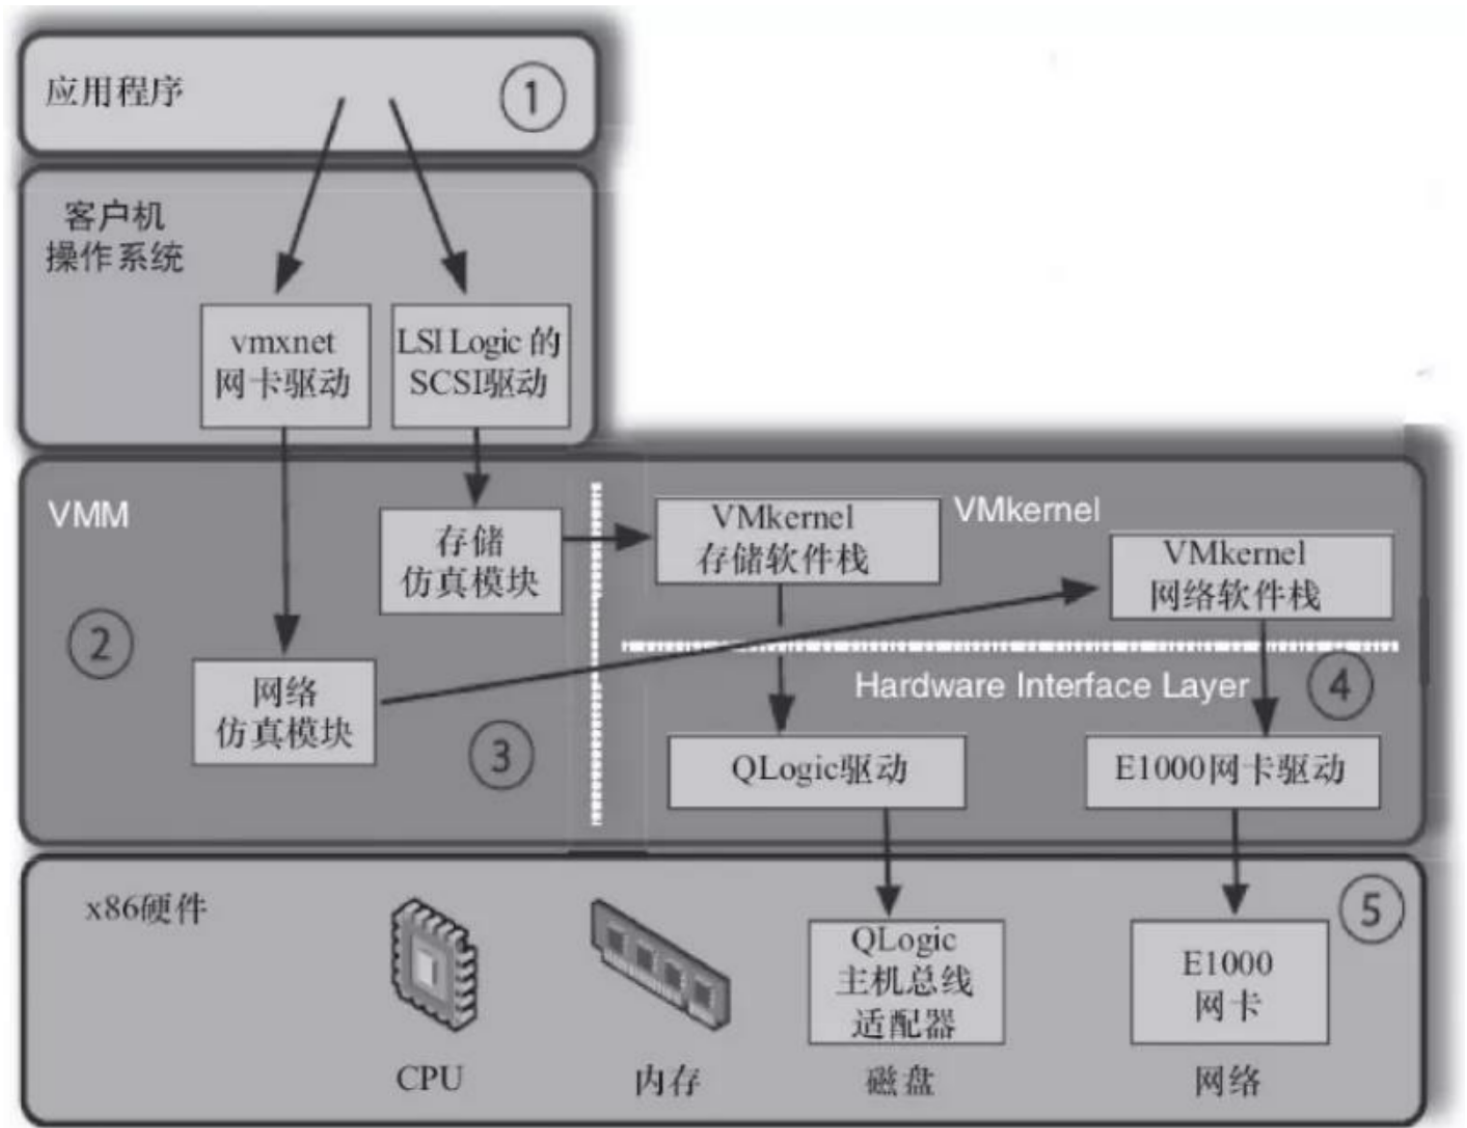 应用程序
①
客户机
操作系统
vmxnet
网卡驱动
LSI Logic 的
SCSI驱动
VMM
存储
仿真模块
VMkernel
存储软件栈
VMkernel
VMkernel
网络软件栈
②
网络
仿真模块
③
Hardware Interface Layer
④
QLogic驱动
E1000网卡驱动
x86硬件
⑤
QLogic
主机总线
适配器
E1000
网卡
CPU
内存
磁盘
网络